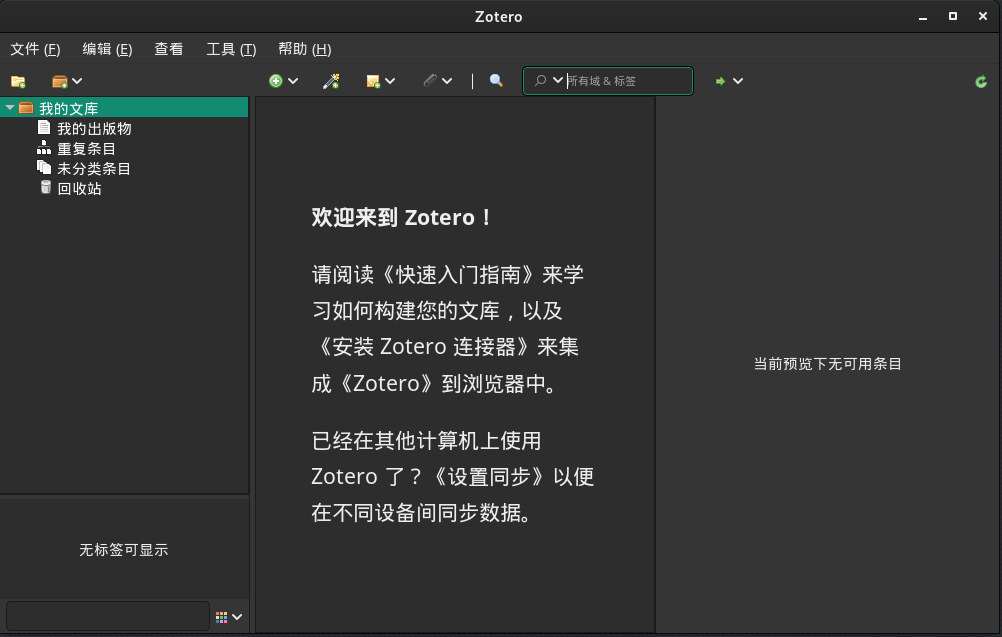 Zotero
文件 (F) 编辑 (E) 查看 工具 (T) 帮助 (H)
所有域 & 标签
我的文库
我的出版物
重复条目
未分类条目
回收站
欢迎来到 Zotero！
请阅读《快速入门指南》来学
习如何构建您的文库，以及
《安装 Zotero 连接器》来集
成《Zotero》到浏览器中。
已经在其他计算机上使用
Zotero 了？《设置同步》以便
在不同设备间同步数据。
当前预览下无可用条目
无标签可显示